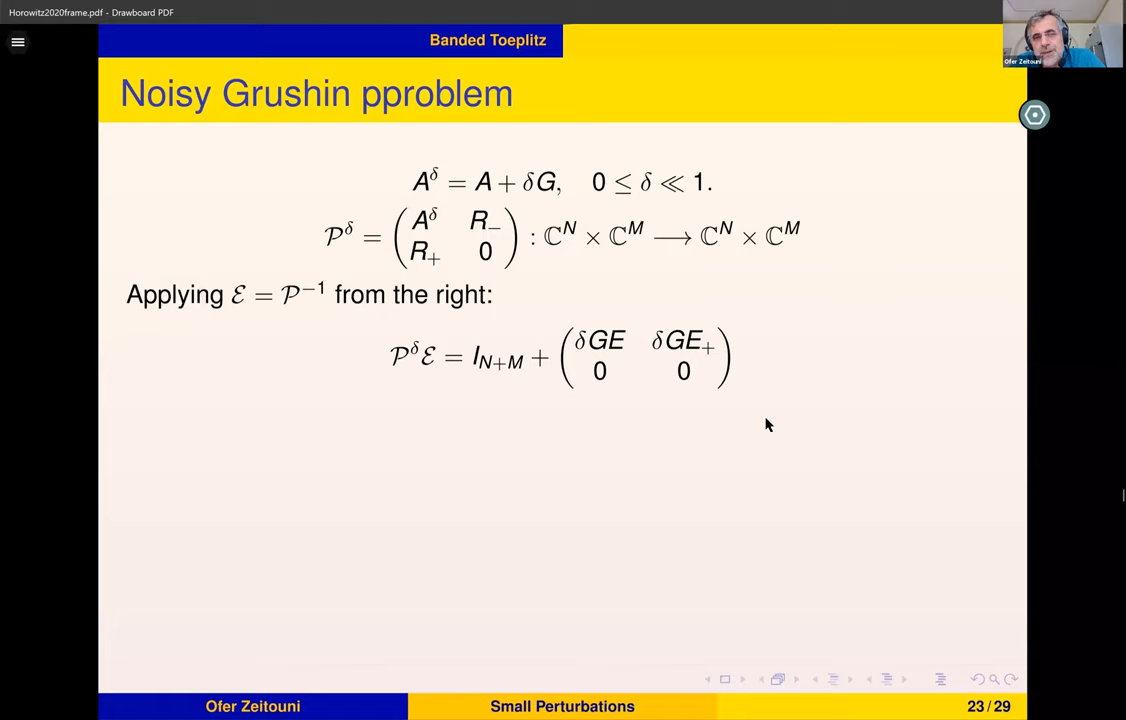 Horowitz2020frame.pdf - Drawboard PDF
Ofer Zeitouni
Banded Toeplitz
Noisy Grushin pproblem
A^δ = A + δG, 0 ≤ δ ≪ 1.
𝒫^δ = ( A^δ R_− ; R_+ 0 ) : ℂ^N × ℂ^M ⟶ ℂ^N × ℂ^M
Applying ℰ = 𝒫^−1 from the right:
𝒫^δ ℰ = I_{N+M} + ( δGE δGE_+ ; 0 0 )
Ofer Zeitouni
Small Perturbations
23 / 29